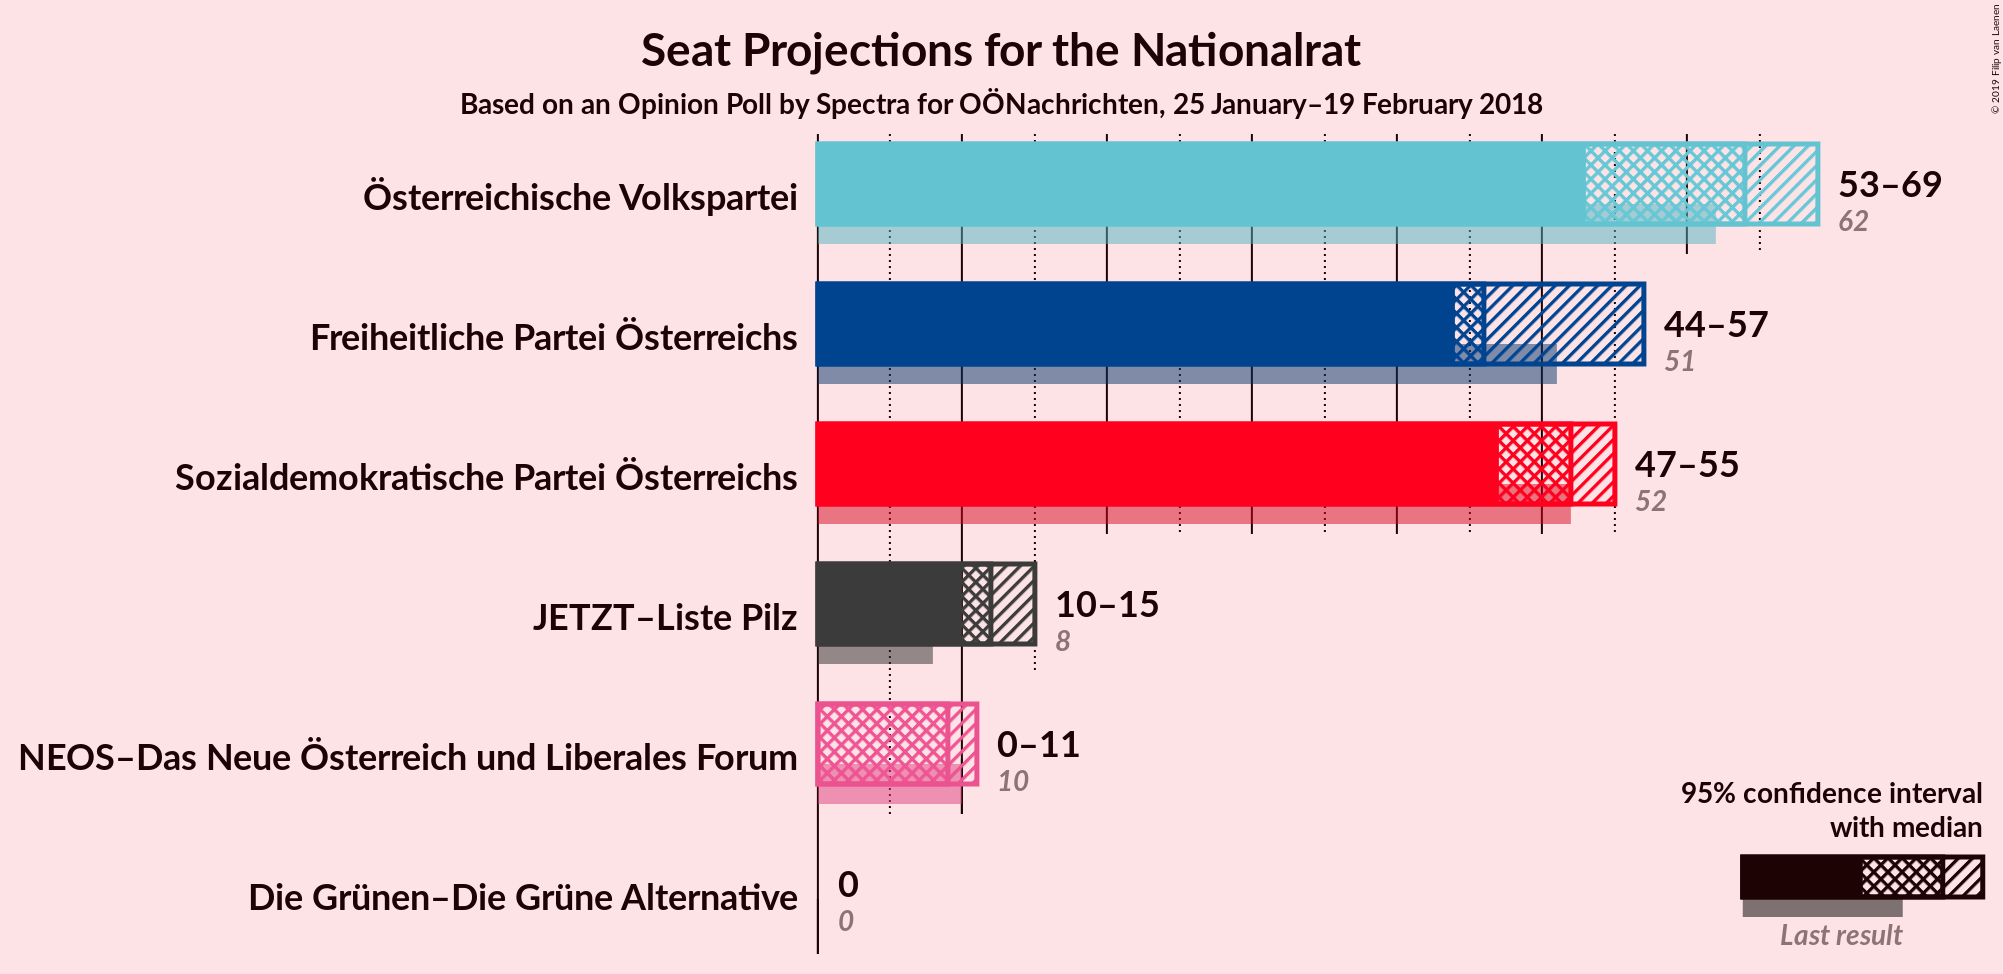 Seat Projections for the Nationalrat
Based on an Opinion Poll by Spectra for OÖNachrichten, 25 January–19 February 2018
© 2019 Filip van Laenen
Österreichische Volkspartei
53–69
62
Freiheitliche Partei Österreichs
44–57
51
Sozialdemokratische Partei Österreichs
47–55
52
JETZT–Liste Pilz
10–15
8
NEOS–Das Neue Österreich und Liberales Forum
0–11
10
Die Grünen–Die Grüne Alternative
0
0
95% confidence interval
with median
Last result